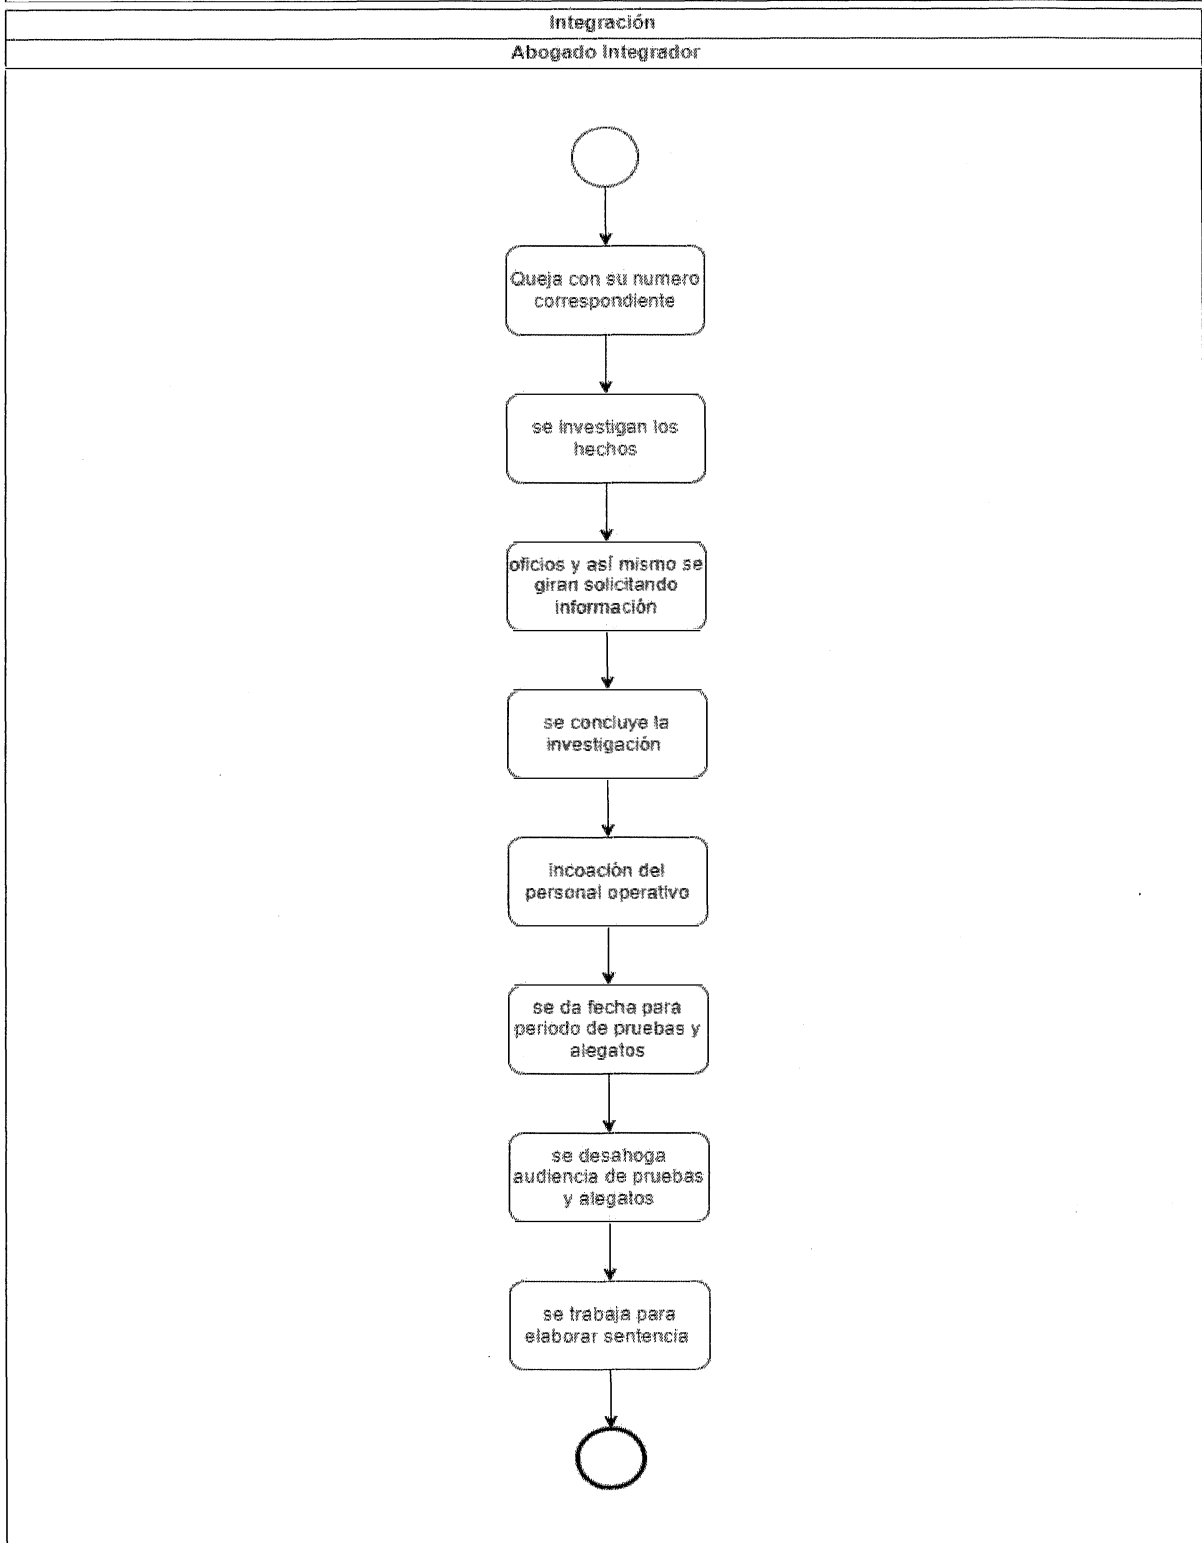 Integración
Abogado Integrador
Queja con su numero
correspondiente
se investigan los
hechos
oficios y así mismo se
giran solicitando
información
se concluye la
investigación
incoación del
personal operativo
se da fecha para
periodo de pruebas y
alegatos
se desahoga
audiencia de pruebas
y alegatos
se trabaja para
elaborar sentencia